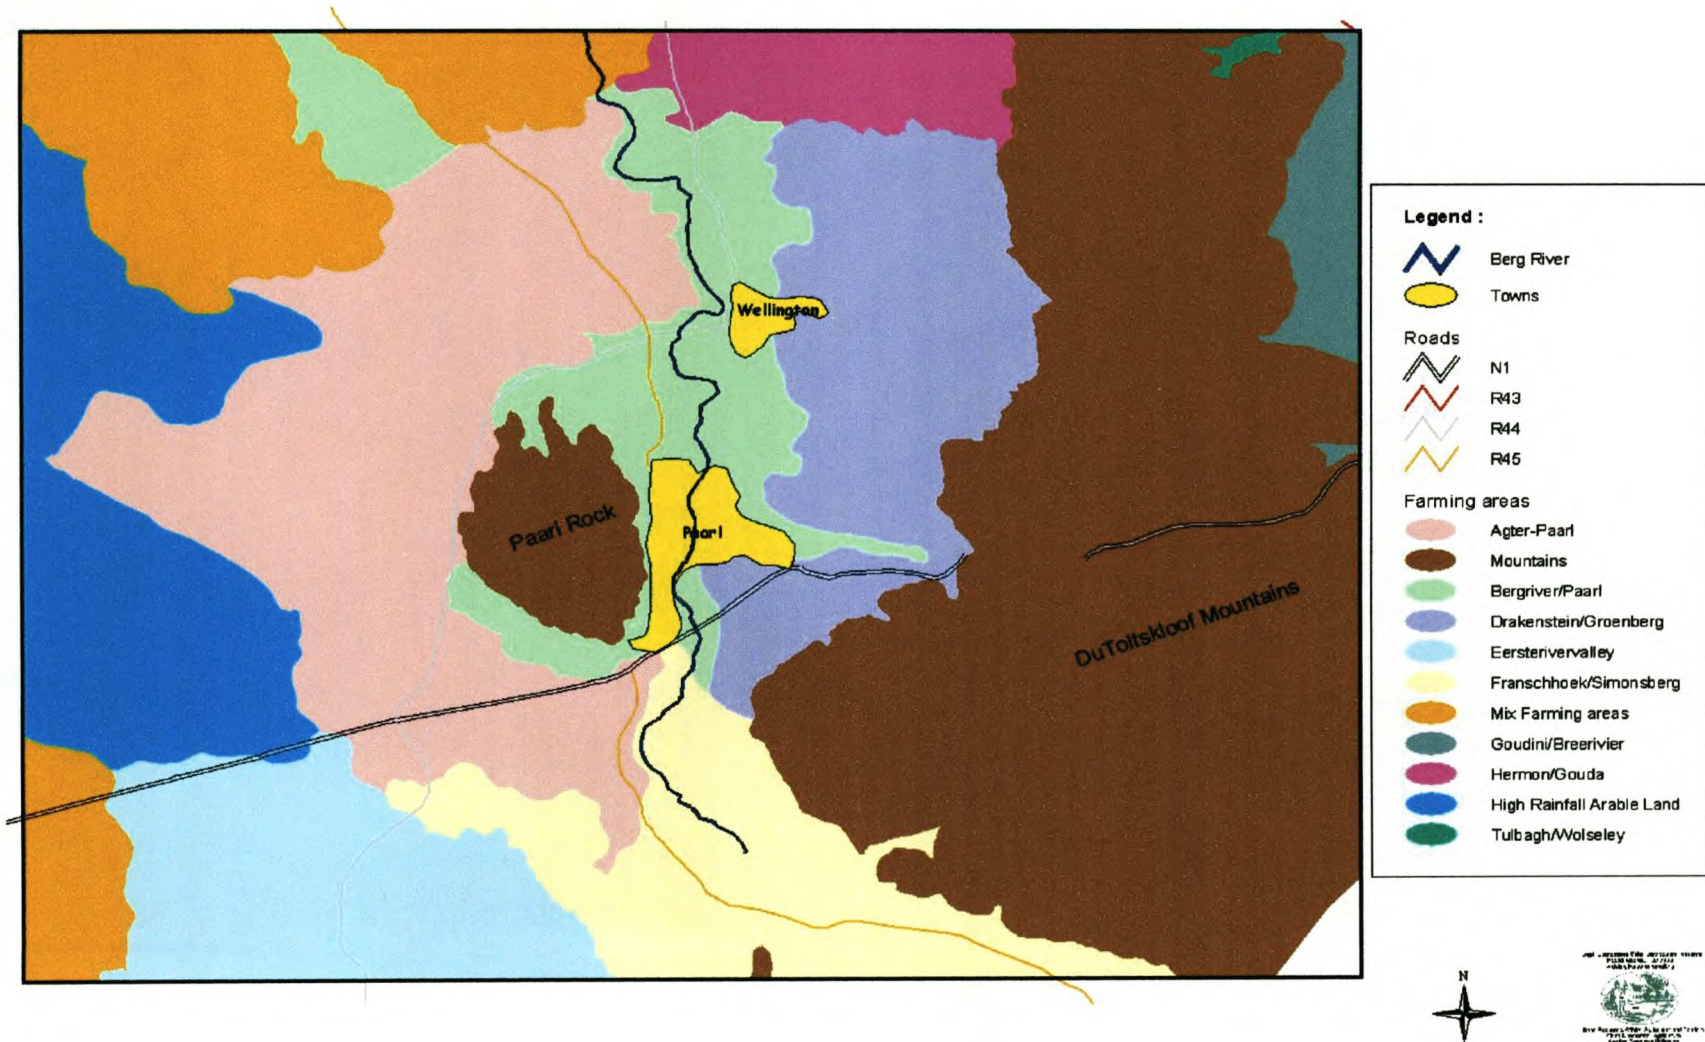 Wellington
Paarl
Paarl Rock
DuToitskloof Mountains
Legend :
Berg River
Towns
Roads
N1
R43
R44
R45
Farming areas
Agter-Paarl
Mountains
Bergriver/Paarl
Drakenstein/Groenberg
Eersterivervalley
Franschhoek/Simonsberg
Mix Farming areas
Goudini/Breerivier
Hermon/Gouda
High Rainfall Arable Land
Tulbagh/Wolseley
N